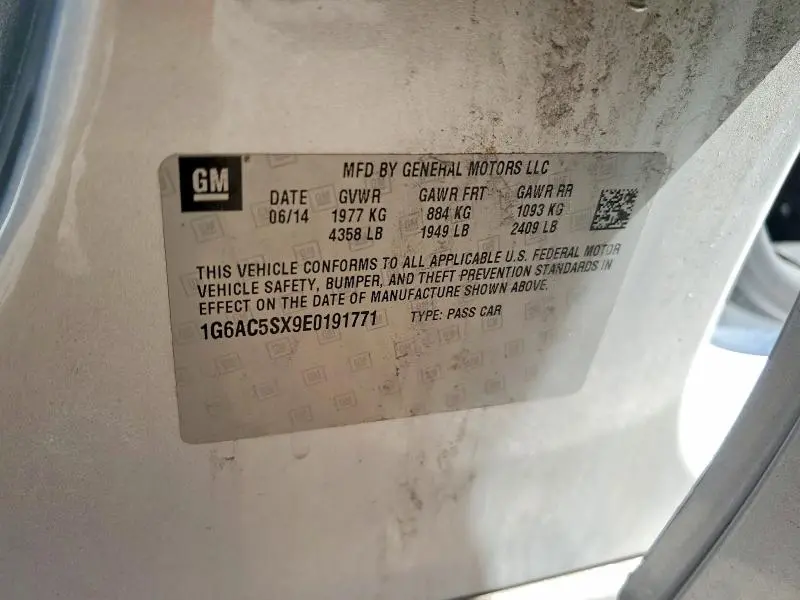 GM
MFD BY GENERAL MOTORS LLC
DATE GVWR GAWR FRT GAWR RR
06/14 1977 KG 884 KG 1093 KG
4358 LB 1949 LB 2409 LB
THIS VEHICLE CONFORMS TO ALL APPLICABLE U.S. FEDERAL MOTOR
VEHICLE SAFETY, BUMPER, AND THEFT PREVENTION STANDARDS IN
EFFECT ON THE DATE OF MANUFACTURE SHOWN ABOVE.
1G6AC5SX9E0191771 TYPE: PASS CAR